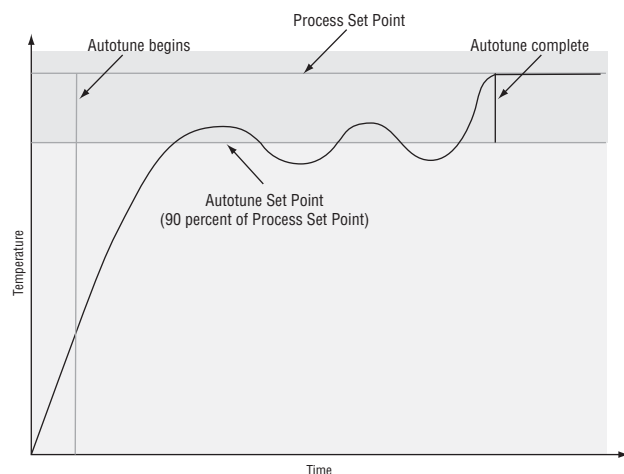 Process Set Point
Autotune begins
Autotune complete
Autotune Set Point
(90 percent of Process Set Point)
Temperature
Time